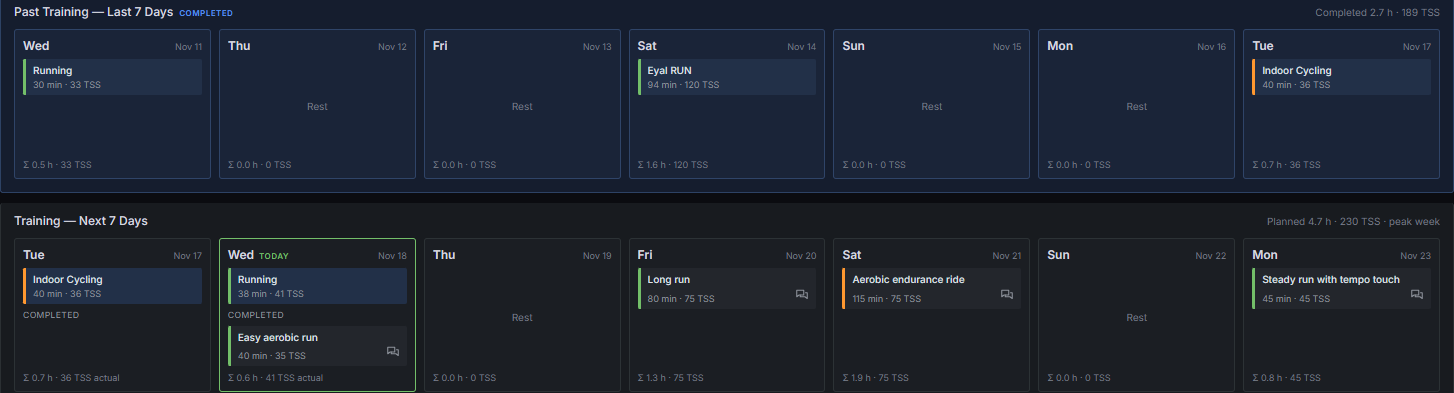 Past Training — Last 7 Days COMPLETED
Completed 2.7 h · 189 TSS
Wed Nov 11
Running
30 min · 33 TSS
Σ 0.5 h · 33 TSS
Thu Nov 12
Rest
Σ 0.0 h · 0 TSS
Fri Nov 13
Rest
Σ 0.0 h · 0 TSS
Sat Nov 14
Eyal RUN
94 min · 120 TSS
Σ 1.6 h · 120 TSS
Sun Nov 15
Rest
Σ 0.0 h · 0 TSS
Mon Nov 16
Rest
Σ 0.0 h · 0 TSS
Tue Nov 17
Indoor Cycling
40 min · 36 TSS
Σ 0.7 h · 36 TSS
Training — Next 7 Days
Planned 4.7 h · 230 TSS · peak week
Tue Nov 17
Indoor Cycling
40 min · 36 TSS
COMPLETED
Σ 0.7 h · 36 TSS actual
Wed TODAY Nov 18
Running
38 min · 41 TSS
COMPLETED
Easy aerobic run
40 min · 35 TSS
Σ 0.6 h · 41 TSS actual
Thu Nov 19
Rest
Σ 0.0 h · 0 TSS
Fri Nov 20
Long run
80 min · 75 TSS
Σ 1.3 h · 75 TSS
Sat Nov 21
Aerobic endurance ride
115 min · 75 TSS
Σ 1.9 h · 75 TSS
Sun Nov 22
Rest
Σ 0.0 h · 0 TSS
Mon Nov 23
Steady run with tempo touch
45 min · 45 TSS
Σ 0.8 h · 45 TSS